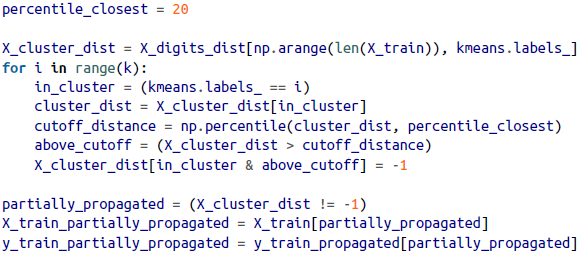 percentile_closest = 20
X_cluster_dist = X_digits_dist[np.arange(len(X_train)), kmeans.labels_]
for i in range(k):
    in_cluster = (kmeans.labels_ == i)
    cluster_dist = X_cluster_dist[in_cluster]
    cutoff_distance = np.percentile(cluster_dist, percentile_closest)
    above_cutoff = (X_cluster_dist > cutoff_distance)
    X_cluster_dist[in_cluster & above_cutoff] = -1
partially_propagated = (X_cluster_dist != -1)
X_train_partially_propagated = X_train[partially_propagated]
y_train_partially_propagated = y_train_propagated[partially_propagated]